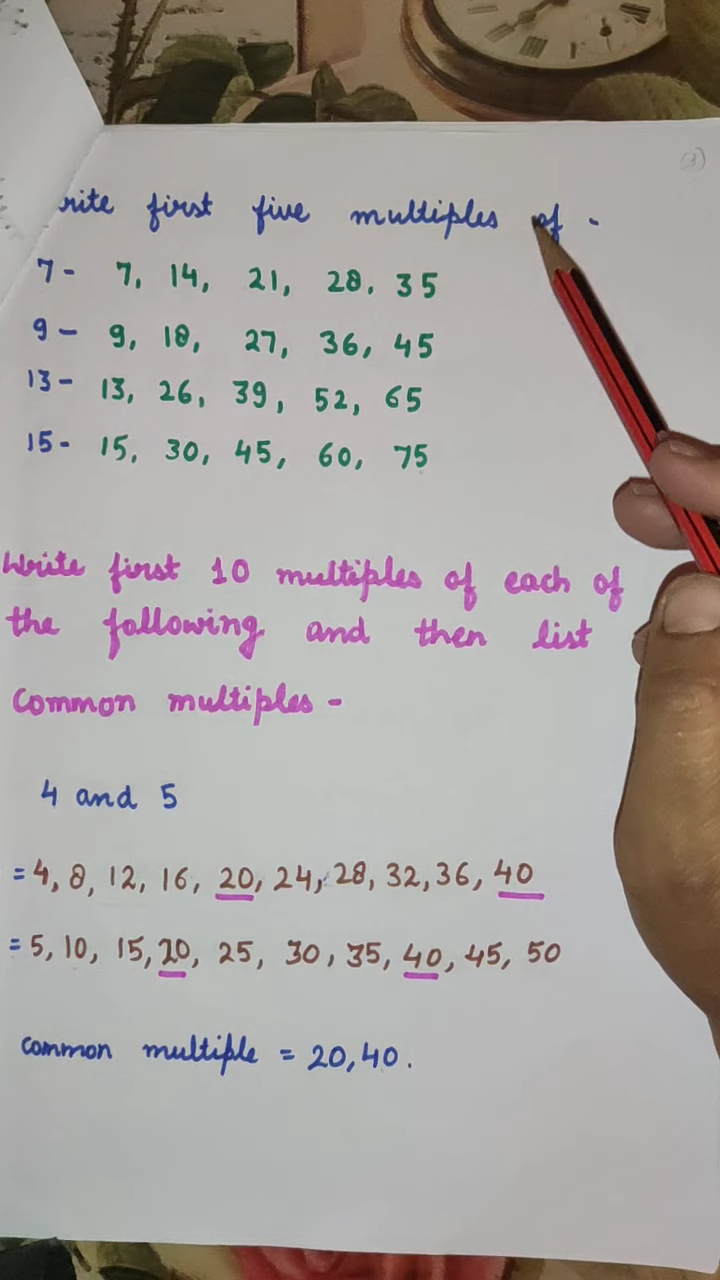 ③
rite first five multiples of -
7 - 7, 14, 21, 28, 35
9 - 9, 18, 27, 36, 45
13 - 13, 26, 39, 52, 65
15 - 15, 30, 45, 60, 75
Write first 10 multiples of each of
the following and then list
common multiples -
4 and 5
= 4, 8, 12, 16, 20, 24, 28, 32, 36, 40
= 5, 10, 15, 20, 25, 30, 35, 40, 45, 50
common multiple = 20, 40.